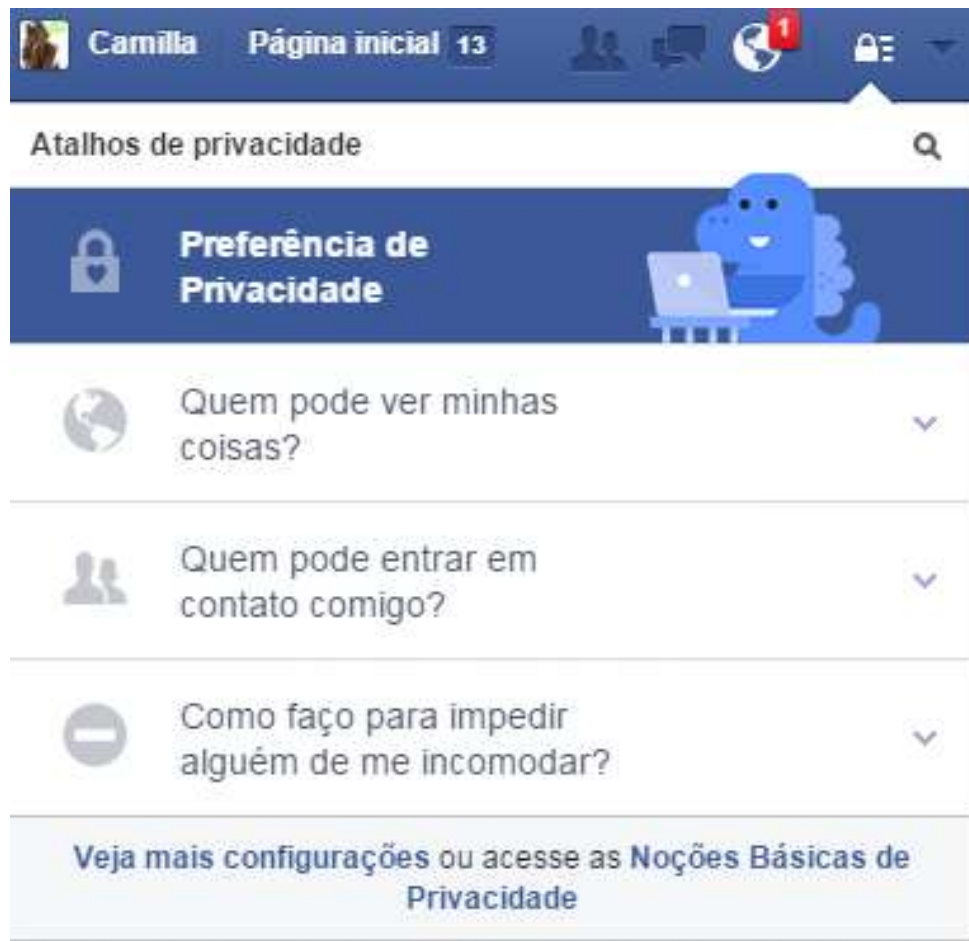 Camilla Página inicial 13 1
Atalhos de privacidade
Preferência de
Privacidade
Quem pode ver minhas
coisas?
Quem pode entrar em
contato comigo?
Como faço para impedir
alguém de me incomodar?
Veja mais configurações ou acesse as Noções Básicas de
Privacidade